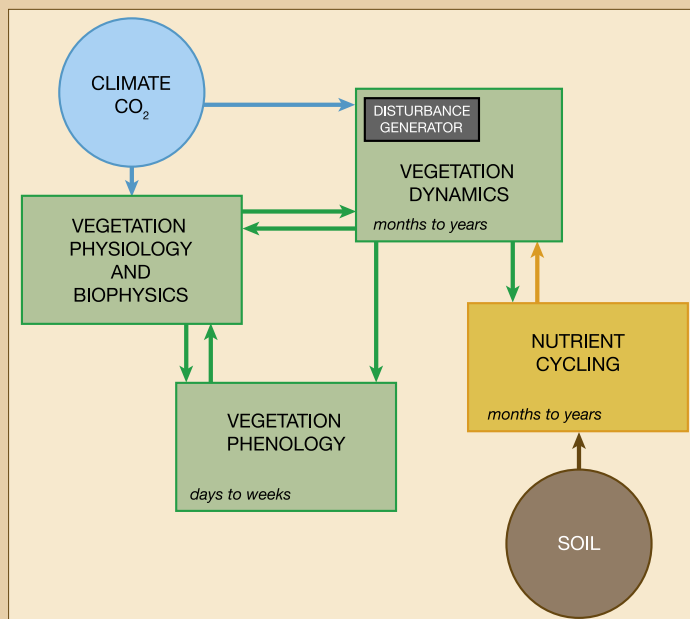 CLIMATE
CO₂
DISTURBANCE
GENERATOR
VEGETATION
DYNAMICS
months to years
VEGETATION
PHYSIOLOGY
AND
BIOPHYSICS
NUTRIENT
CYCLING
months to years
VEGETATION
PHENOLOGY
days to weeks
SOIL